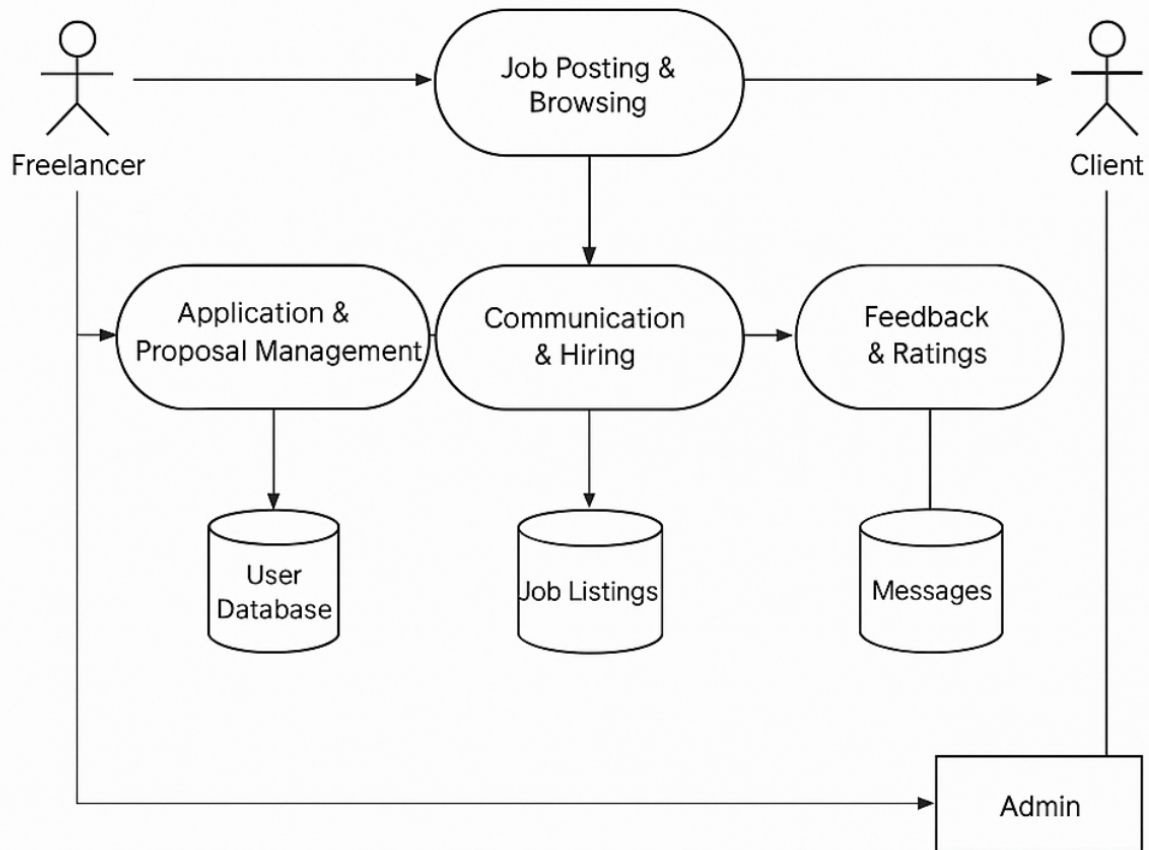 Job Posting &
Browsing
Freelancer
Client
Application &
Proposal Management
Communication
& Hiring
Feedback
& Ratings
User
Database
Job Listings
Messages
Admin